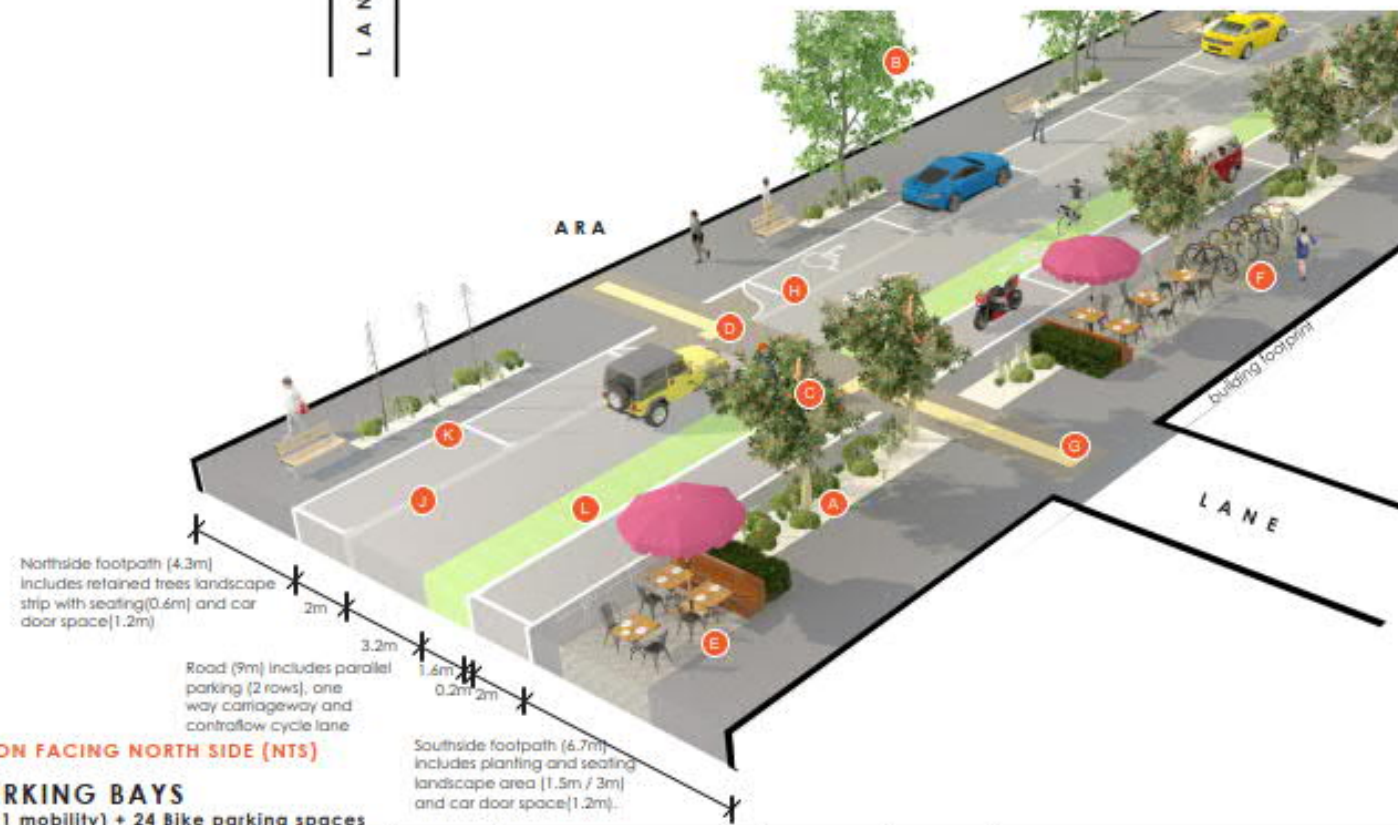 LAN
B
ARA
H
D
F
building footprint
C
K
G
J
L
A
LANE
E
Northside footpath (4.3m)
includes retained trees landscape
strip with seating(0.6m) and car
door space(1.2m)
2m
3.2m
1.6m
0.2m
2m
Road (9m) includes parallel
parking (2 rows), one
way carriageway and
contraflow cycle lane
ON FACING NORTH SIDE (NTS)
Southside footpath (6.7m)
includes planting and seating
landscape area (1.5m / 3m)
and car door space(1.2m).
RKING BAYS
1 mobility) + 24 Bike parking spaces